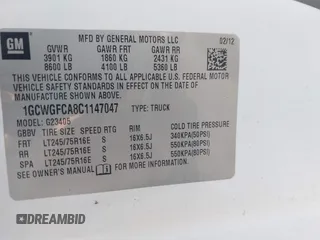 GM
MFD BY GENERAL MOTORS LLC
02/12
GVWR GAWR FRT GAWR RR
3901 KG 1860 KG 2431 KG
8600 LB 4100 LB 5360 LB
THIS VEHICLE CONFORMS TO ALL APPLICABLE U.S. FEDERAL MOTOR
VEHICLE SAFETY STANDARDS IN EFFECT ON THE DATE OF
MANUFACTURE SHOWN ABOVE.
1GCWGFCA8C1147047 TYPE: TRUCK
MODEL: G23405
GBBV TIRE SIZE SPEED RTG RIM COLD TIRE PRESSURE
FRT LT245/75R16E S 16X6.5J 340KPA(50PSI)
RR LT245/75R16E S 16X6.5J 550KPA(80PSI)
SPA LT245/75R16E S 16X6.5J 550KPA(80PSI)
SEE OWNER'S MANUAL FOR MORE INFORMATION.
DREAMBID